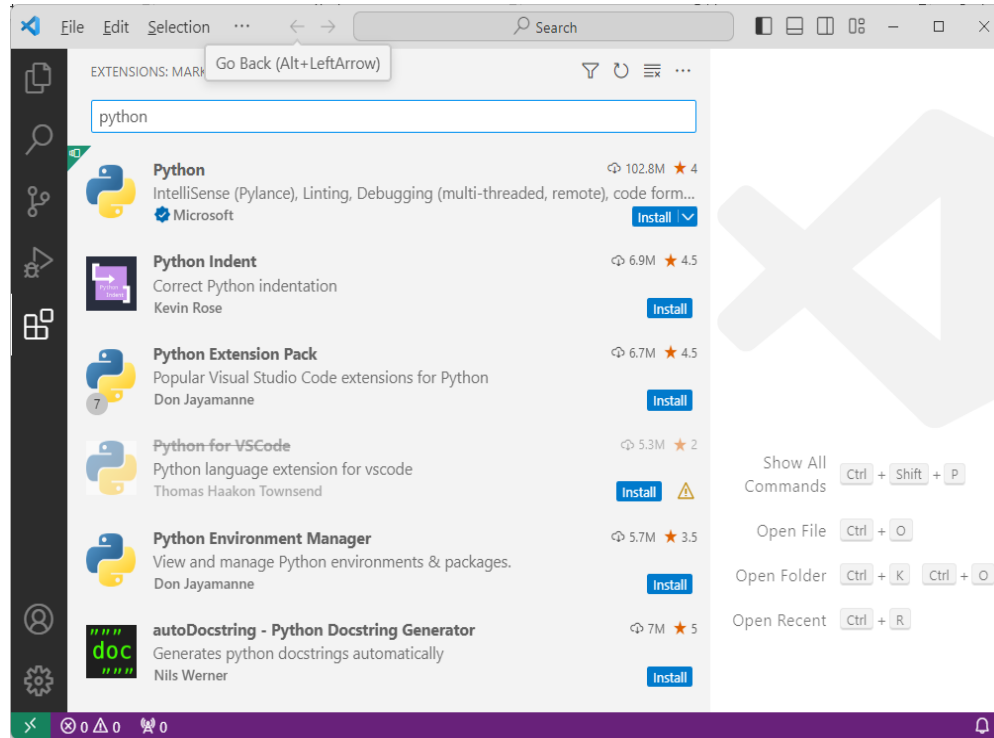 File Edit Selection ··· Search
Go Back (Alt+LeftArrow)
EXTENSIONS: MARK
python
Python 102.8M ★ 4
IntelliSense (Pylance), Linting, Debugging (multi-threaded, remote), code form...
Microsoft Install
Python Indent 6.9M ★ 4.5
Correct Python indentation
Kevin Rose Install
Python Extension Pack 6.7M ★ 4.5
Popular Visual Studio Code extensions for Python
7 Don Jayamanne Install
Python for VSCode 5.3M ★ 2
Python language extension for vscode
Thomas Haakon Townsend Install
Python Environment Manager 5.7M ★ 3.5
View and manage Python environments & packages.
Don Jayamanne Install
autoDocstring - Python Docstring Generator 7M ★ 5
Generates python docstrings automatically
Nils Werner Install
""" doc """
Python Indent
Show All Commands Ctrl + Shift + P
Open File Ctrl + O
Open Folder Ctrl + K Ctrl + O
Open Recent Ctrl + R
0 0 0